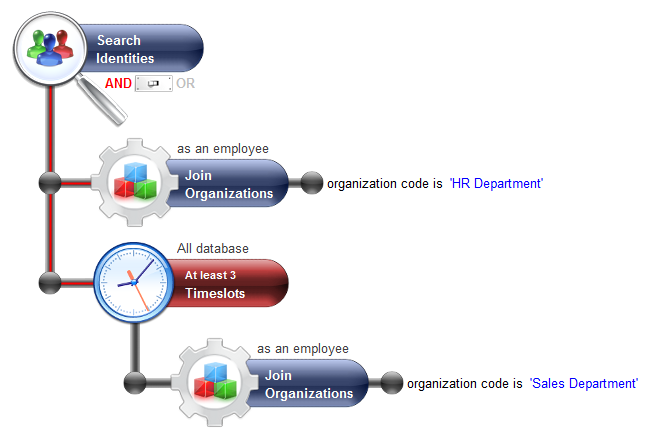 Search
Identities
AND OR
as an employee
Join
Organizations
organization code is 'HR Department'
All database
At least 3
Timeslots
as an employee
Join
Organizations
organization code is 'Sales Department'